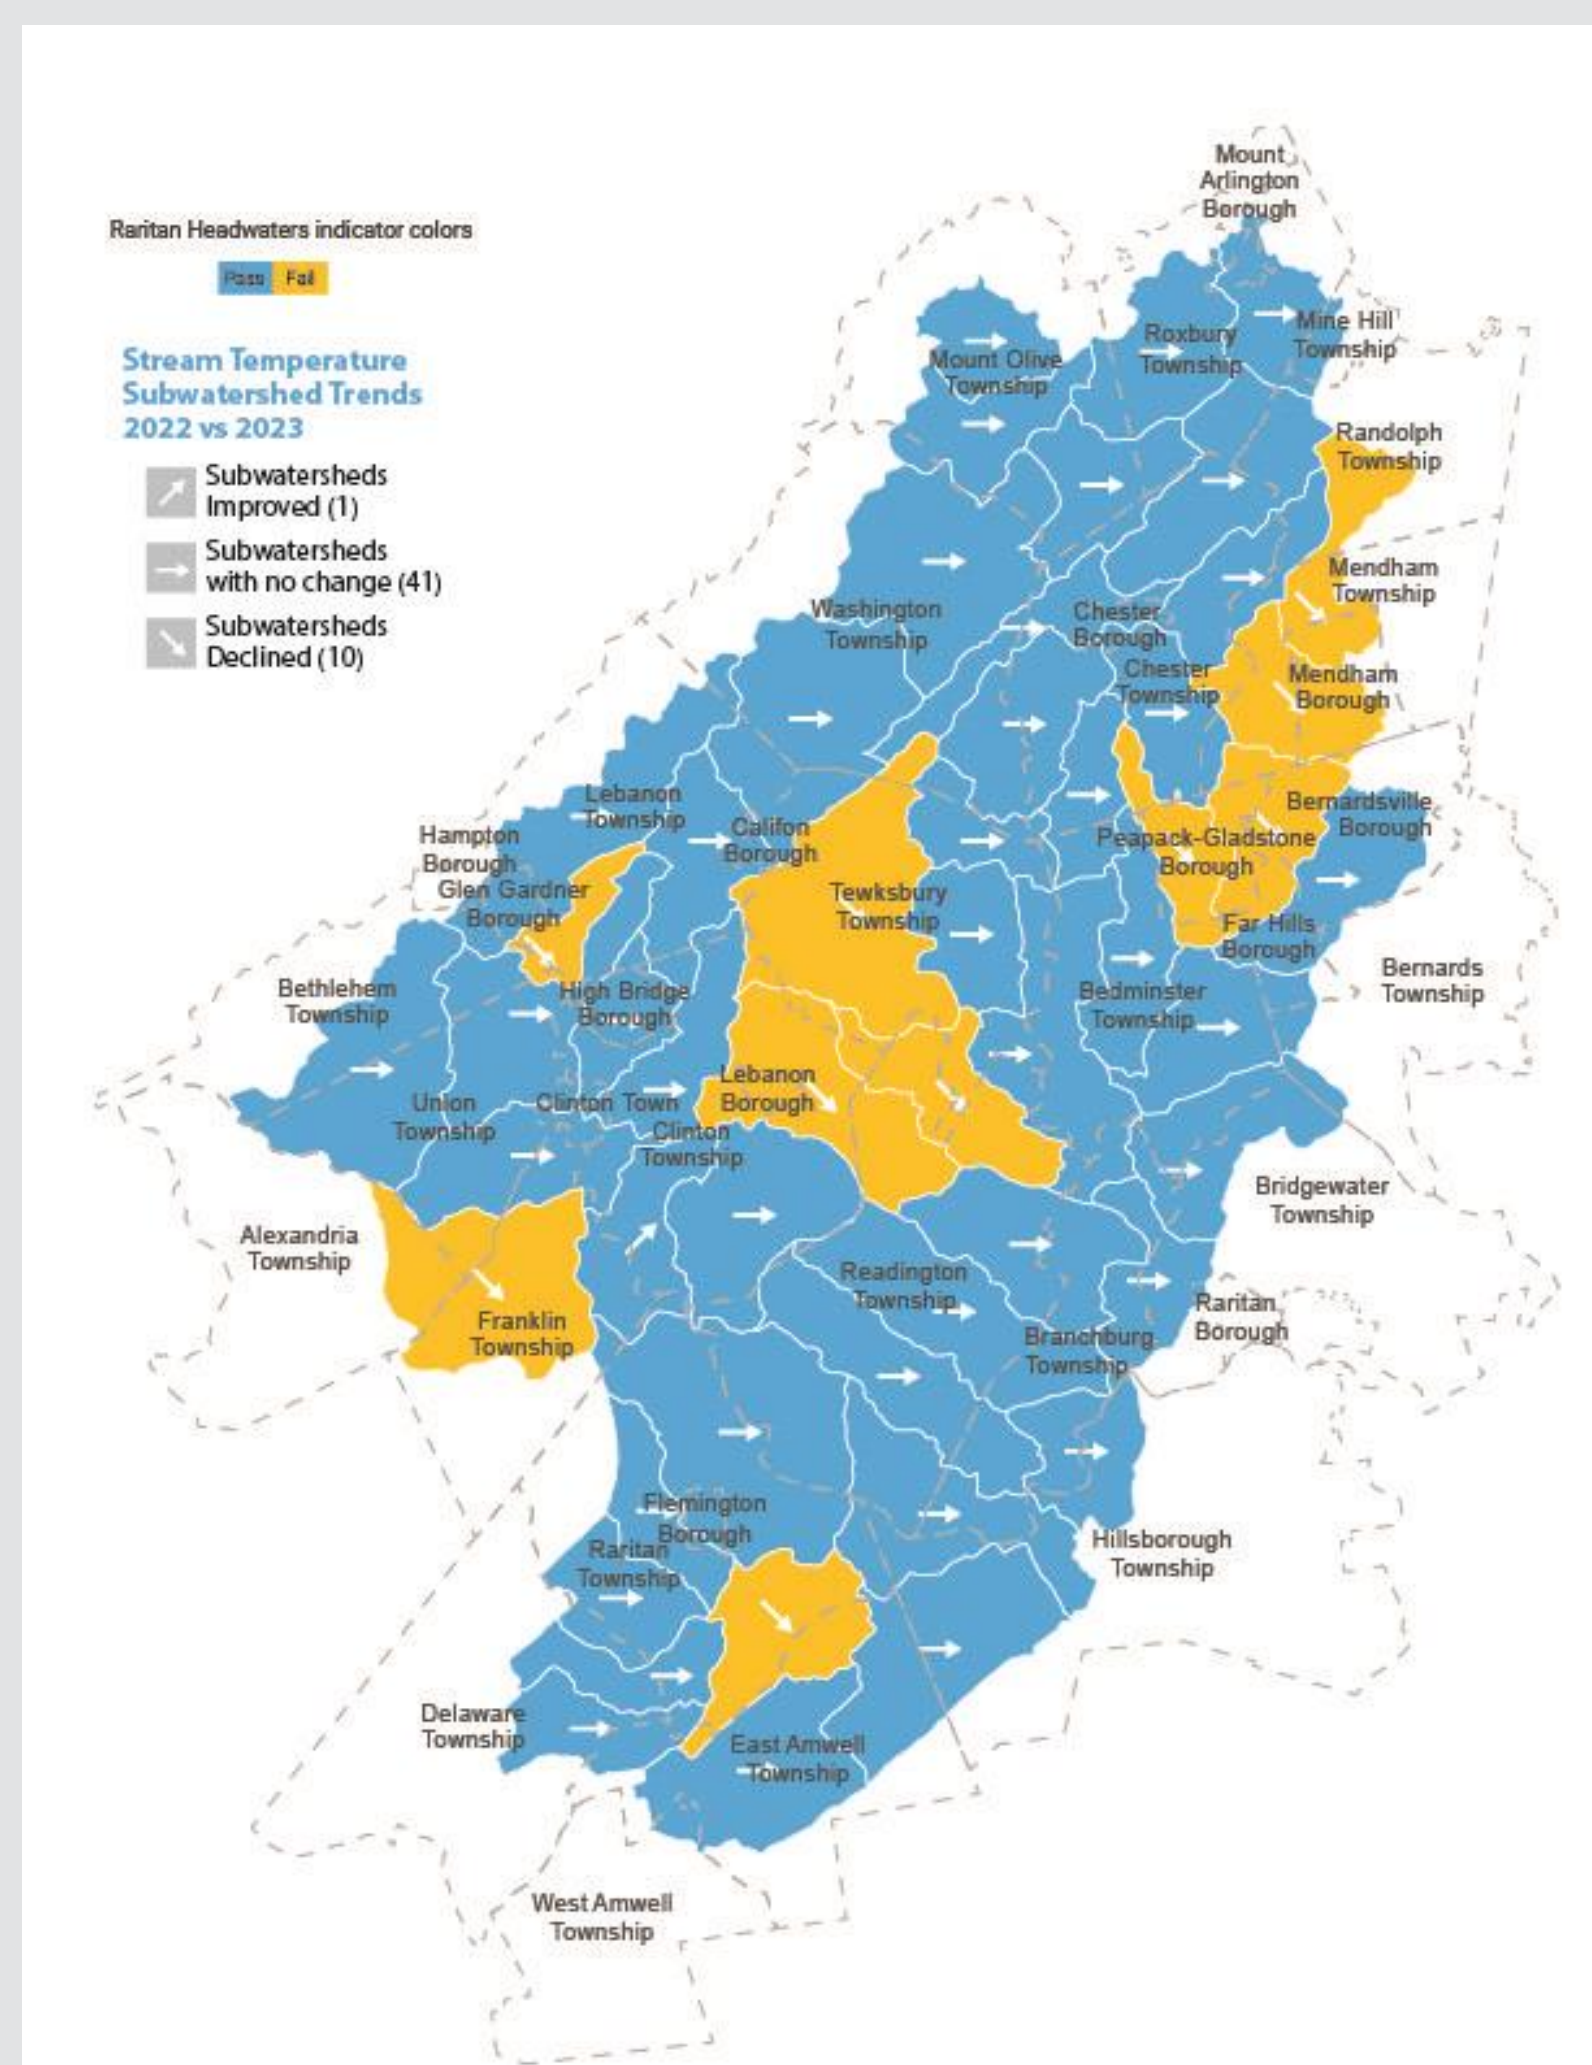 Mount
Arlington
Borough
Raritan Headwaters indicator colors
Pass Fail
Stream Temperature
Subwatershed Trends
2022 vs 2023
Subwatersheds
Improved (1)
Subwatersheds
with no change (41)
Subwatersheds
Declined (10)
Mine Hill
Township
Roxbury
Township
Mount Olive
Township
Randolph
Township
Mendham
Township
Washington
Township
Chester
Borough
Chester
Township
Mendham
Borough
Lebanon
Township
Bernardsville
Borough
Hampton
Borough
Califon
Borough
Peapack-Gladstone
Borough
Glen Gardner
Borough
Tewksbury
Township
Far Hills
Borough
Bernards
Township
Bethlehem
Township
High Bridge
Borough
Bedminster
Township
Lebanon
Borough
Union
Township
Clinton Town
Clinton
Township
Bridgewater
Township
Alexandria
Township
Readington
Township
Raritan
Borough
Franklin
Township
Branchburg
Township
Flemington
Borough
Raritan
Township
Hillsborough
Township
Delaware
Township
East Amwell
Township
West Amwell
Township